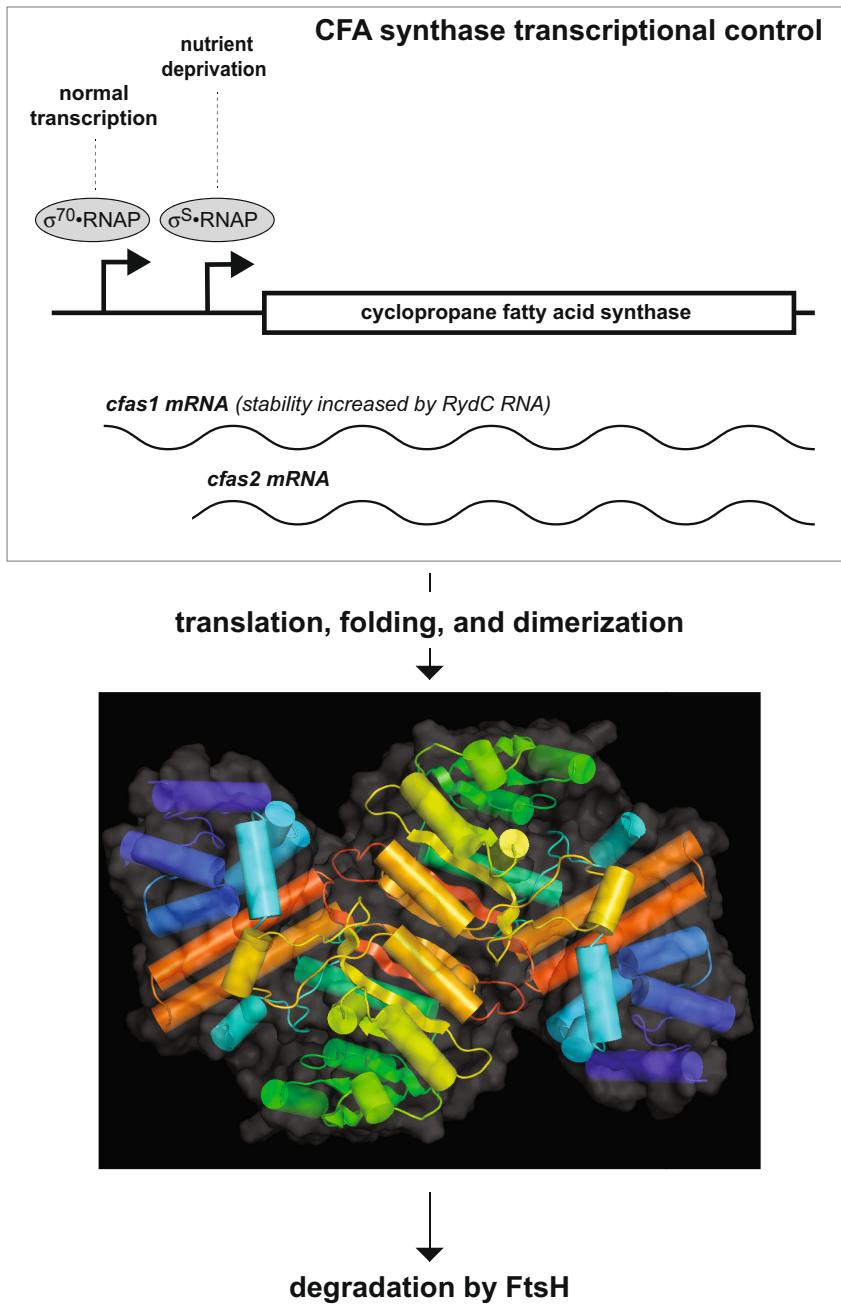 CFA synthase transcriptional control
nutrient
deprivation
normal
transcription
σ⁷⁰•RNAP
σˢ•RNAP
cyclopropane fatty acid synthase
cfas1 mRNA (stability increased by RydC RNA)
cfas2 mRNA
translation, folding, and dimerization
degradation by FtsH